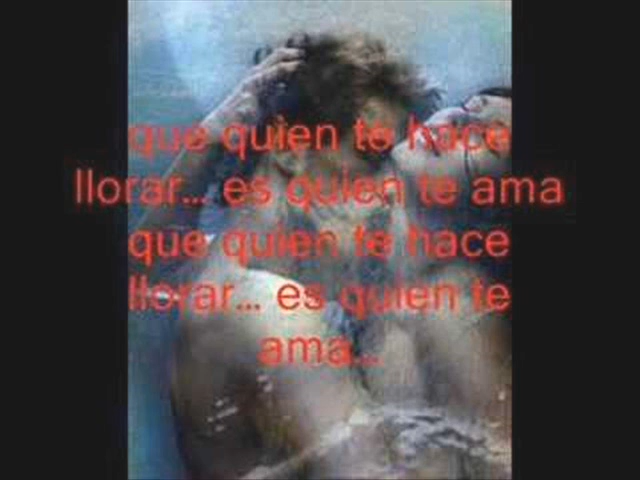 que quien te hace
llorar... es quien te ama
que quien te hace
llorar... es quien te
ama...